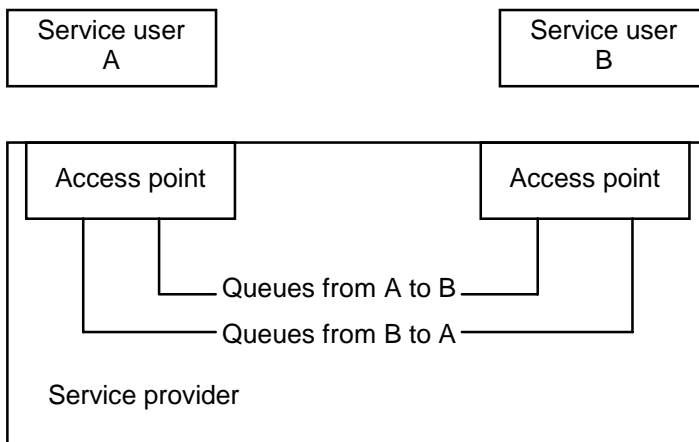 Service user
A
Service user
B
Access point
Access point
Queues from A to B
Queues from B to A
Service provider